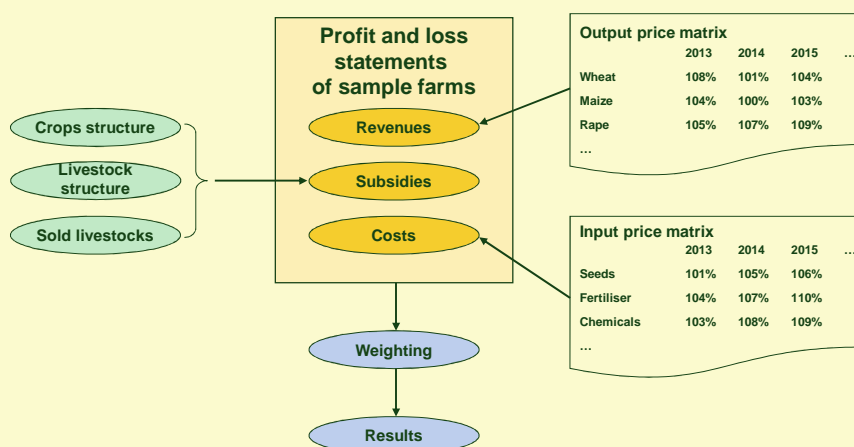 Profit and loss
statements
of sample farms
Revenues
Subsidies
Costs
Crops structure
Livestock
structure
Sold livestocks
Output price matrix
2013 2014 2015 …
Wheat 108% 101% 104%
Maize 104% 100% 103%
Rape 105% 107% 109%
…
Input price matrix
2013 2014 2015 …
Seeds 101% 105% 106%
Fertiliser 104% 107% 110%
Chemicals 103% 108% 109%
…
Weighting
Results